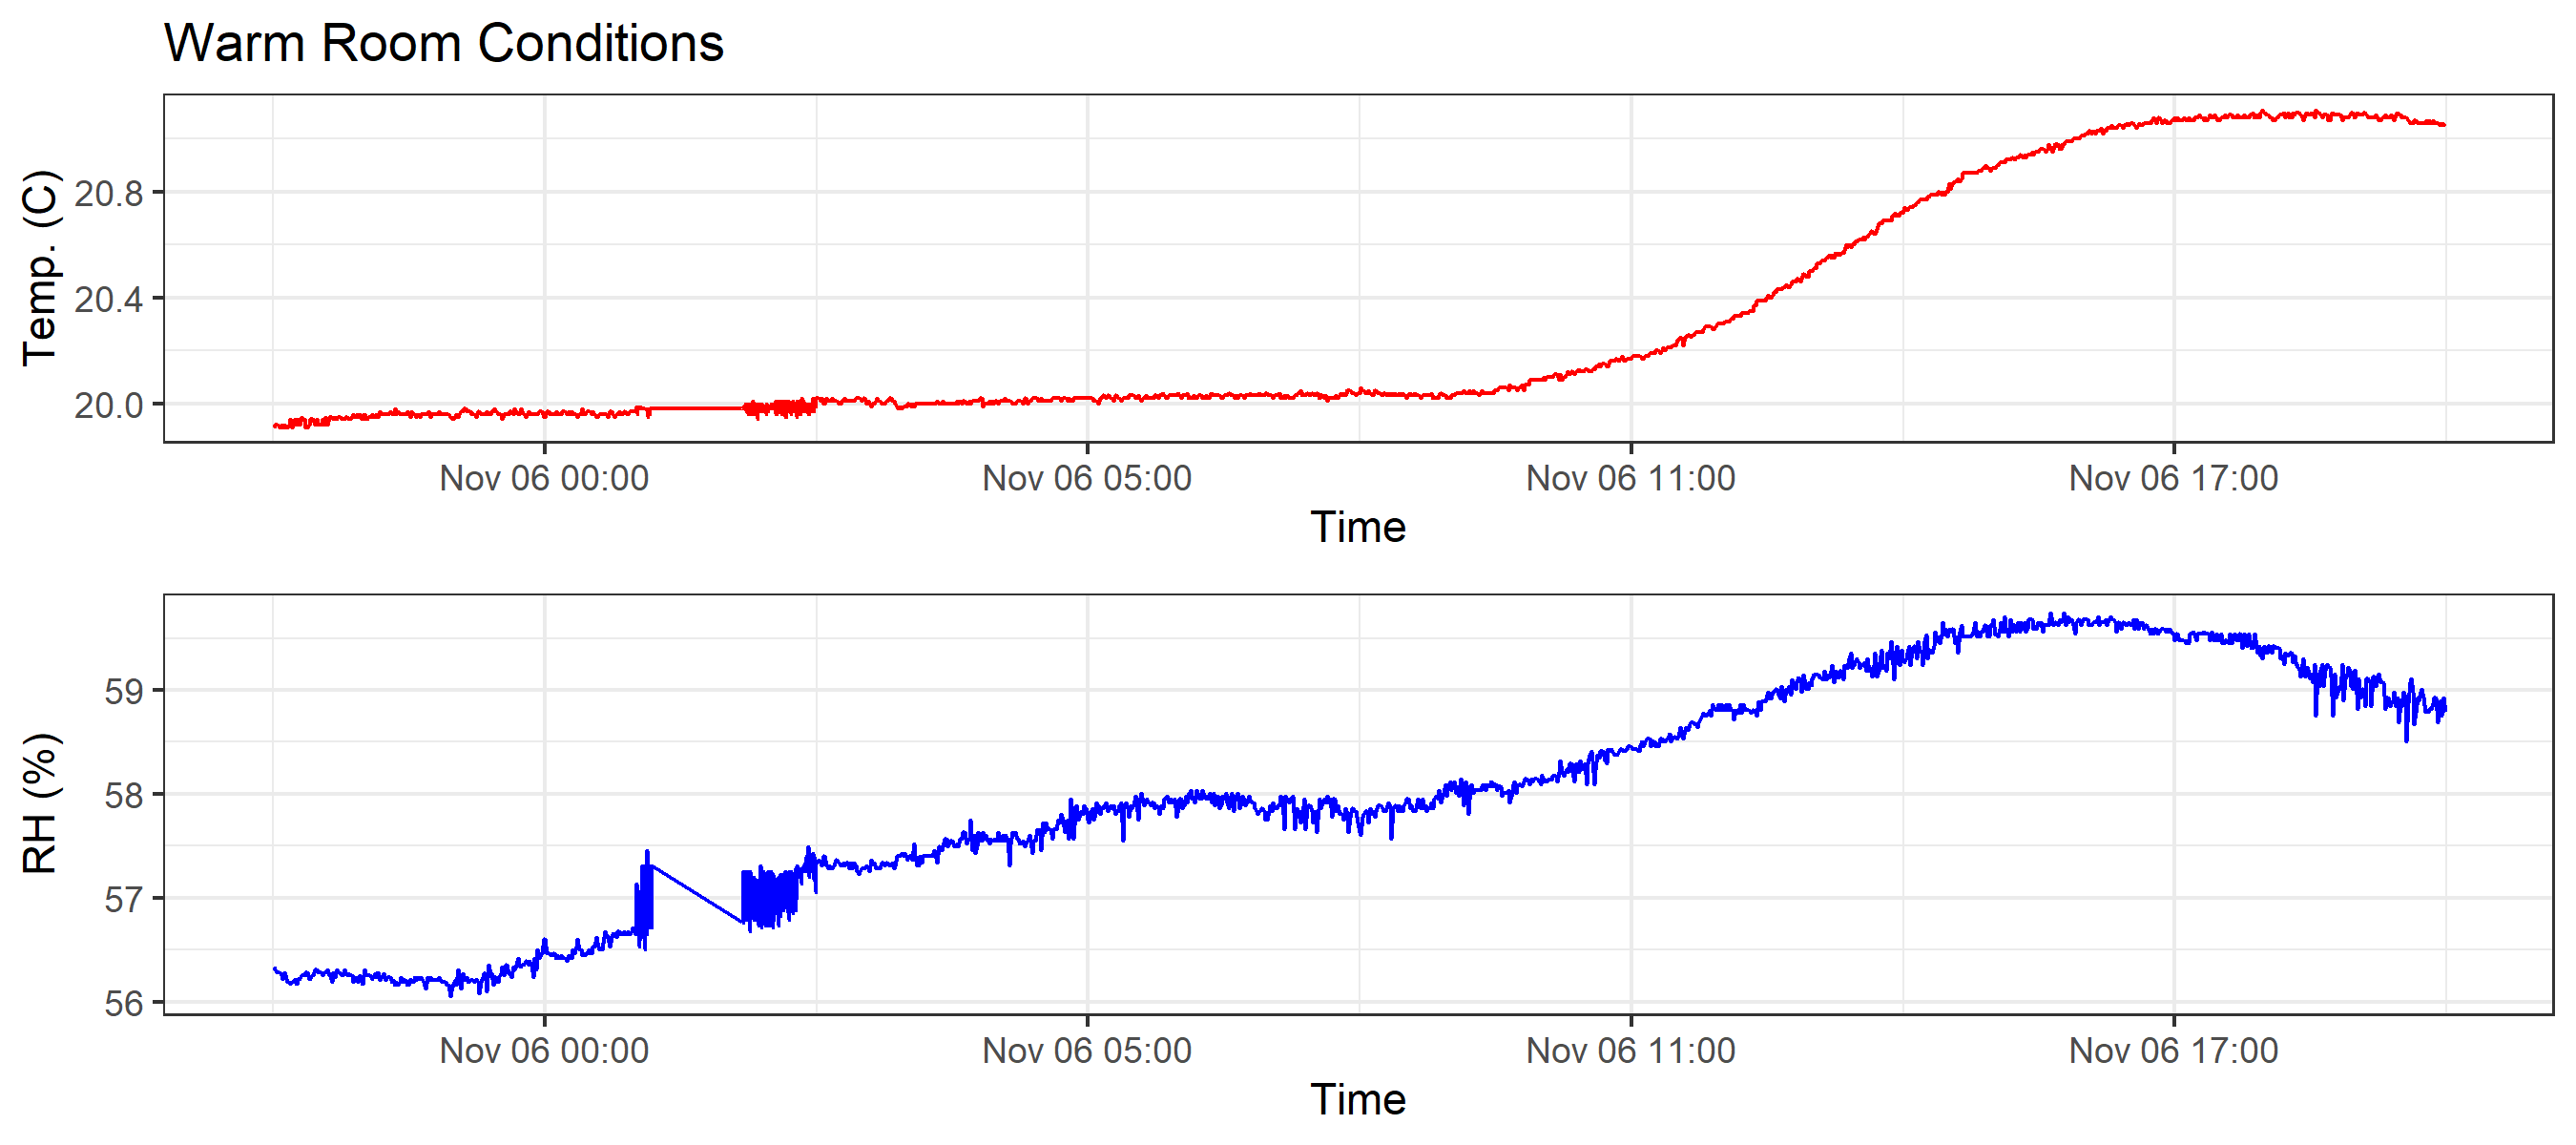 Warm Room Conditions
Temp. (C)
20.8
20.4
20.0
Nov 06 00:00 Nov 06 05:00 Nov 06 11:00 Nov 06 17:00
Time
RH (%)
59
58
57
56
Nov 06 00:00 Nov 06 05:00 Nov 06 11:00 Nov 06 17:00
Time